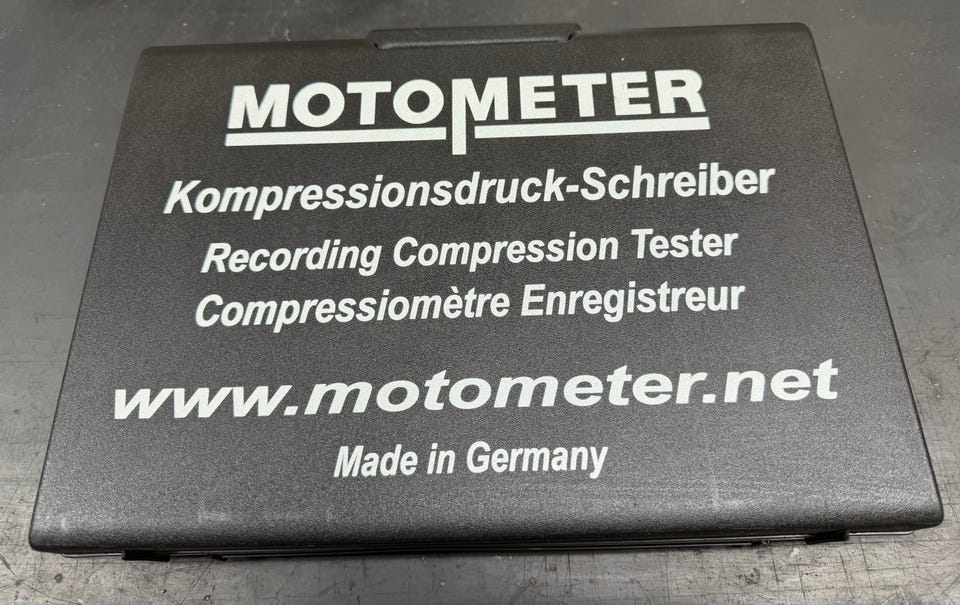 MOTOMETER
Kompressionsdruck-Schreiber
Recording Compression Tester
Compressiomètre Enregistreur
www.motometer.net
Made in Germany